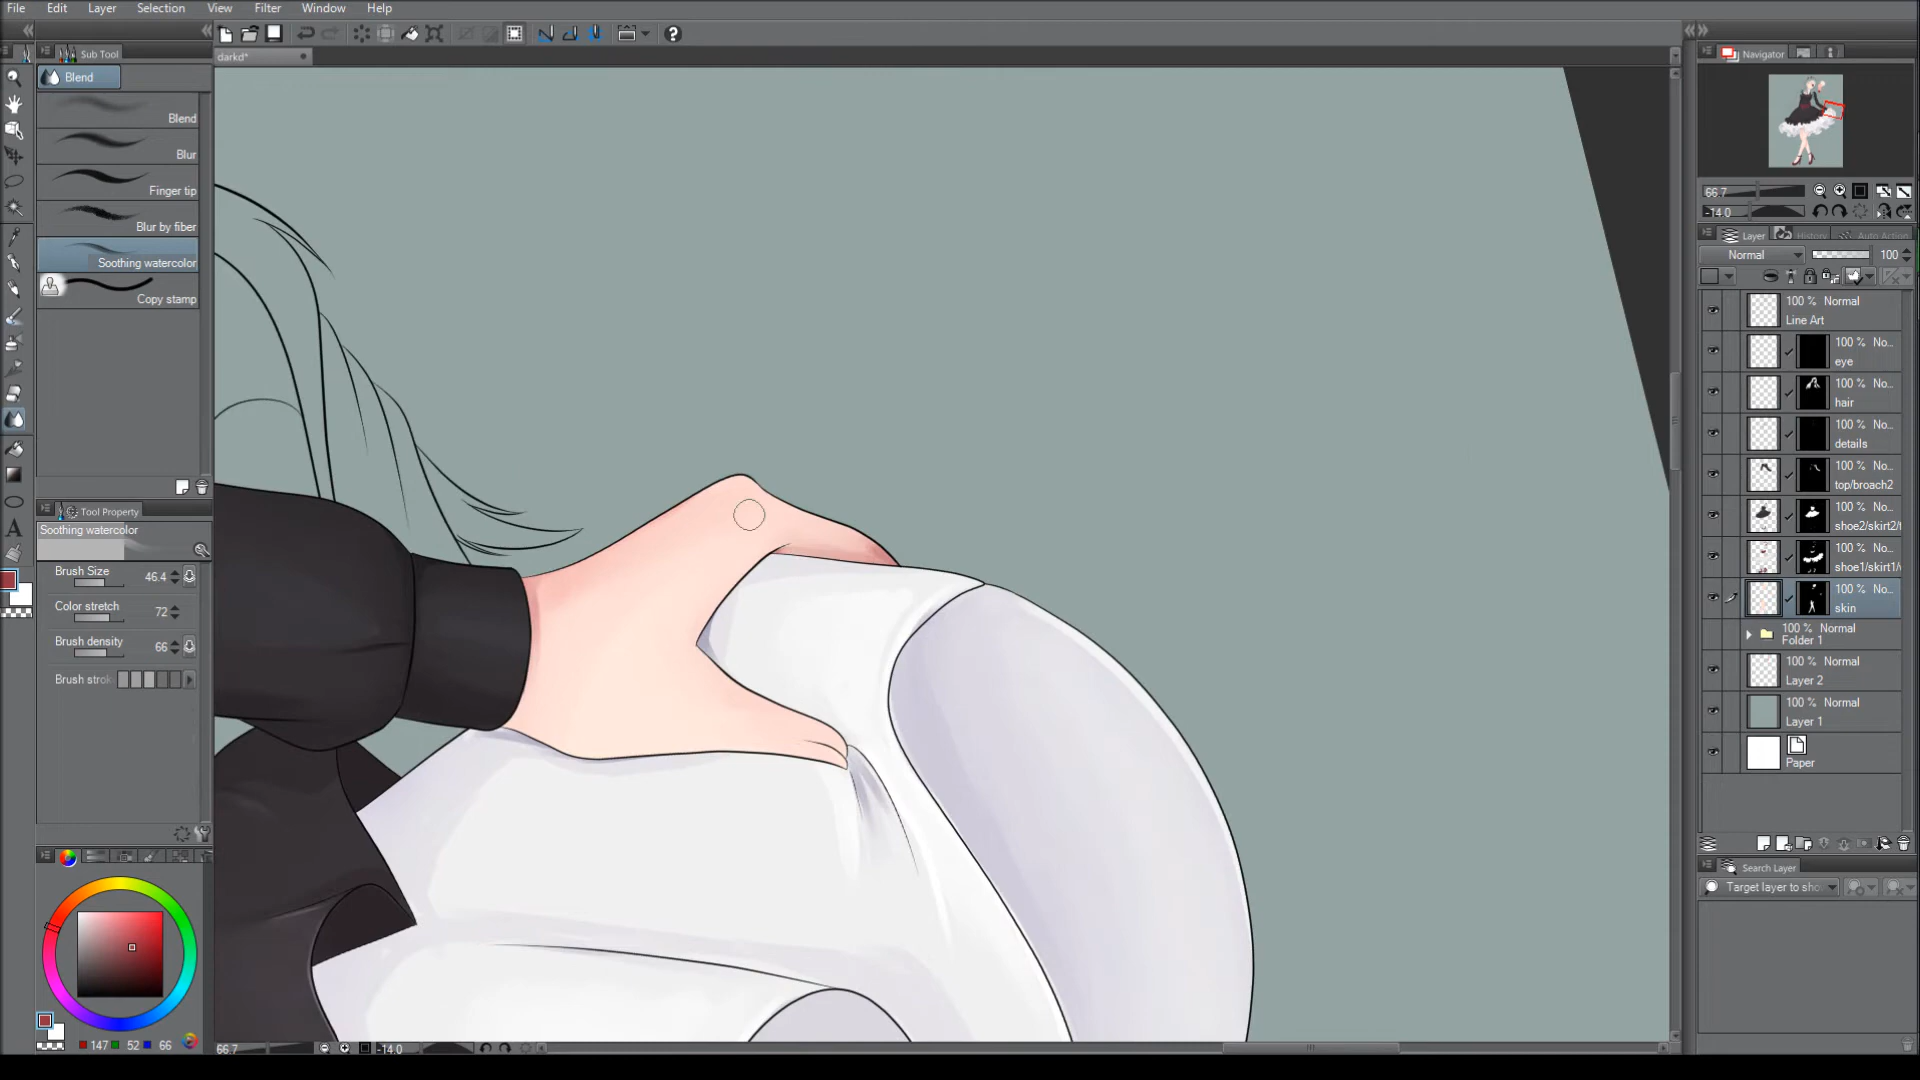 File Edit Layer Selection View Filter Window Help
Sub Tool
darkd*
Navigator
Blend
Blend
Blur
Finger tip
Blur by fiber
Soothing watercolor
Copy stamp
66.7
-14.0
Layer History Auto Action
Normal 100
100 % Normal
Line Art
100 % No...
eye
100 % No...
hair
100 % No...
details
100 % No...
top/broach2
100 % No...
shoe2/skirt2/t
100 % No...
shoe1/skirt1/
100 % No...
skin
100 % Normal
Folder 1
100 % Normal
Layer 2
100 % Normal
Layer 1
Paper
Tool Property
Soothing watercolor
Brush Size 46.4
Color stretch 72
Brush density 66
Brush strok
Search Layer
Target layer to sho
147 52 66
66.7 -14.0
A